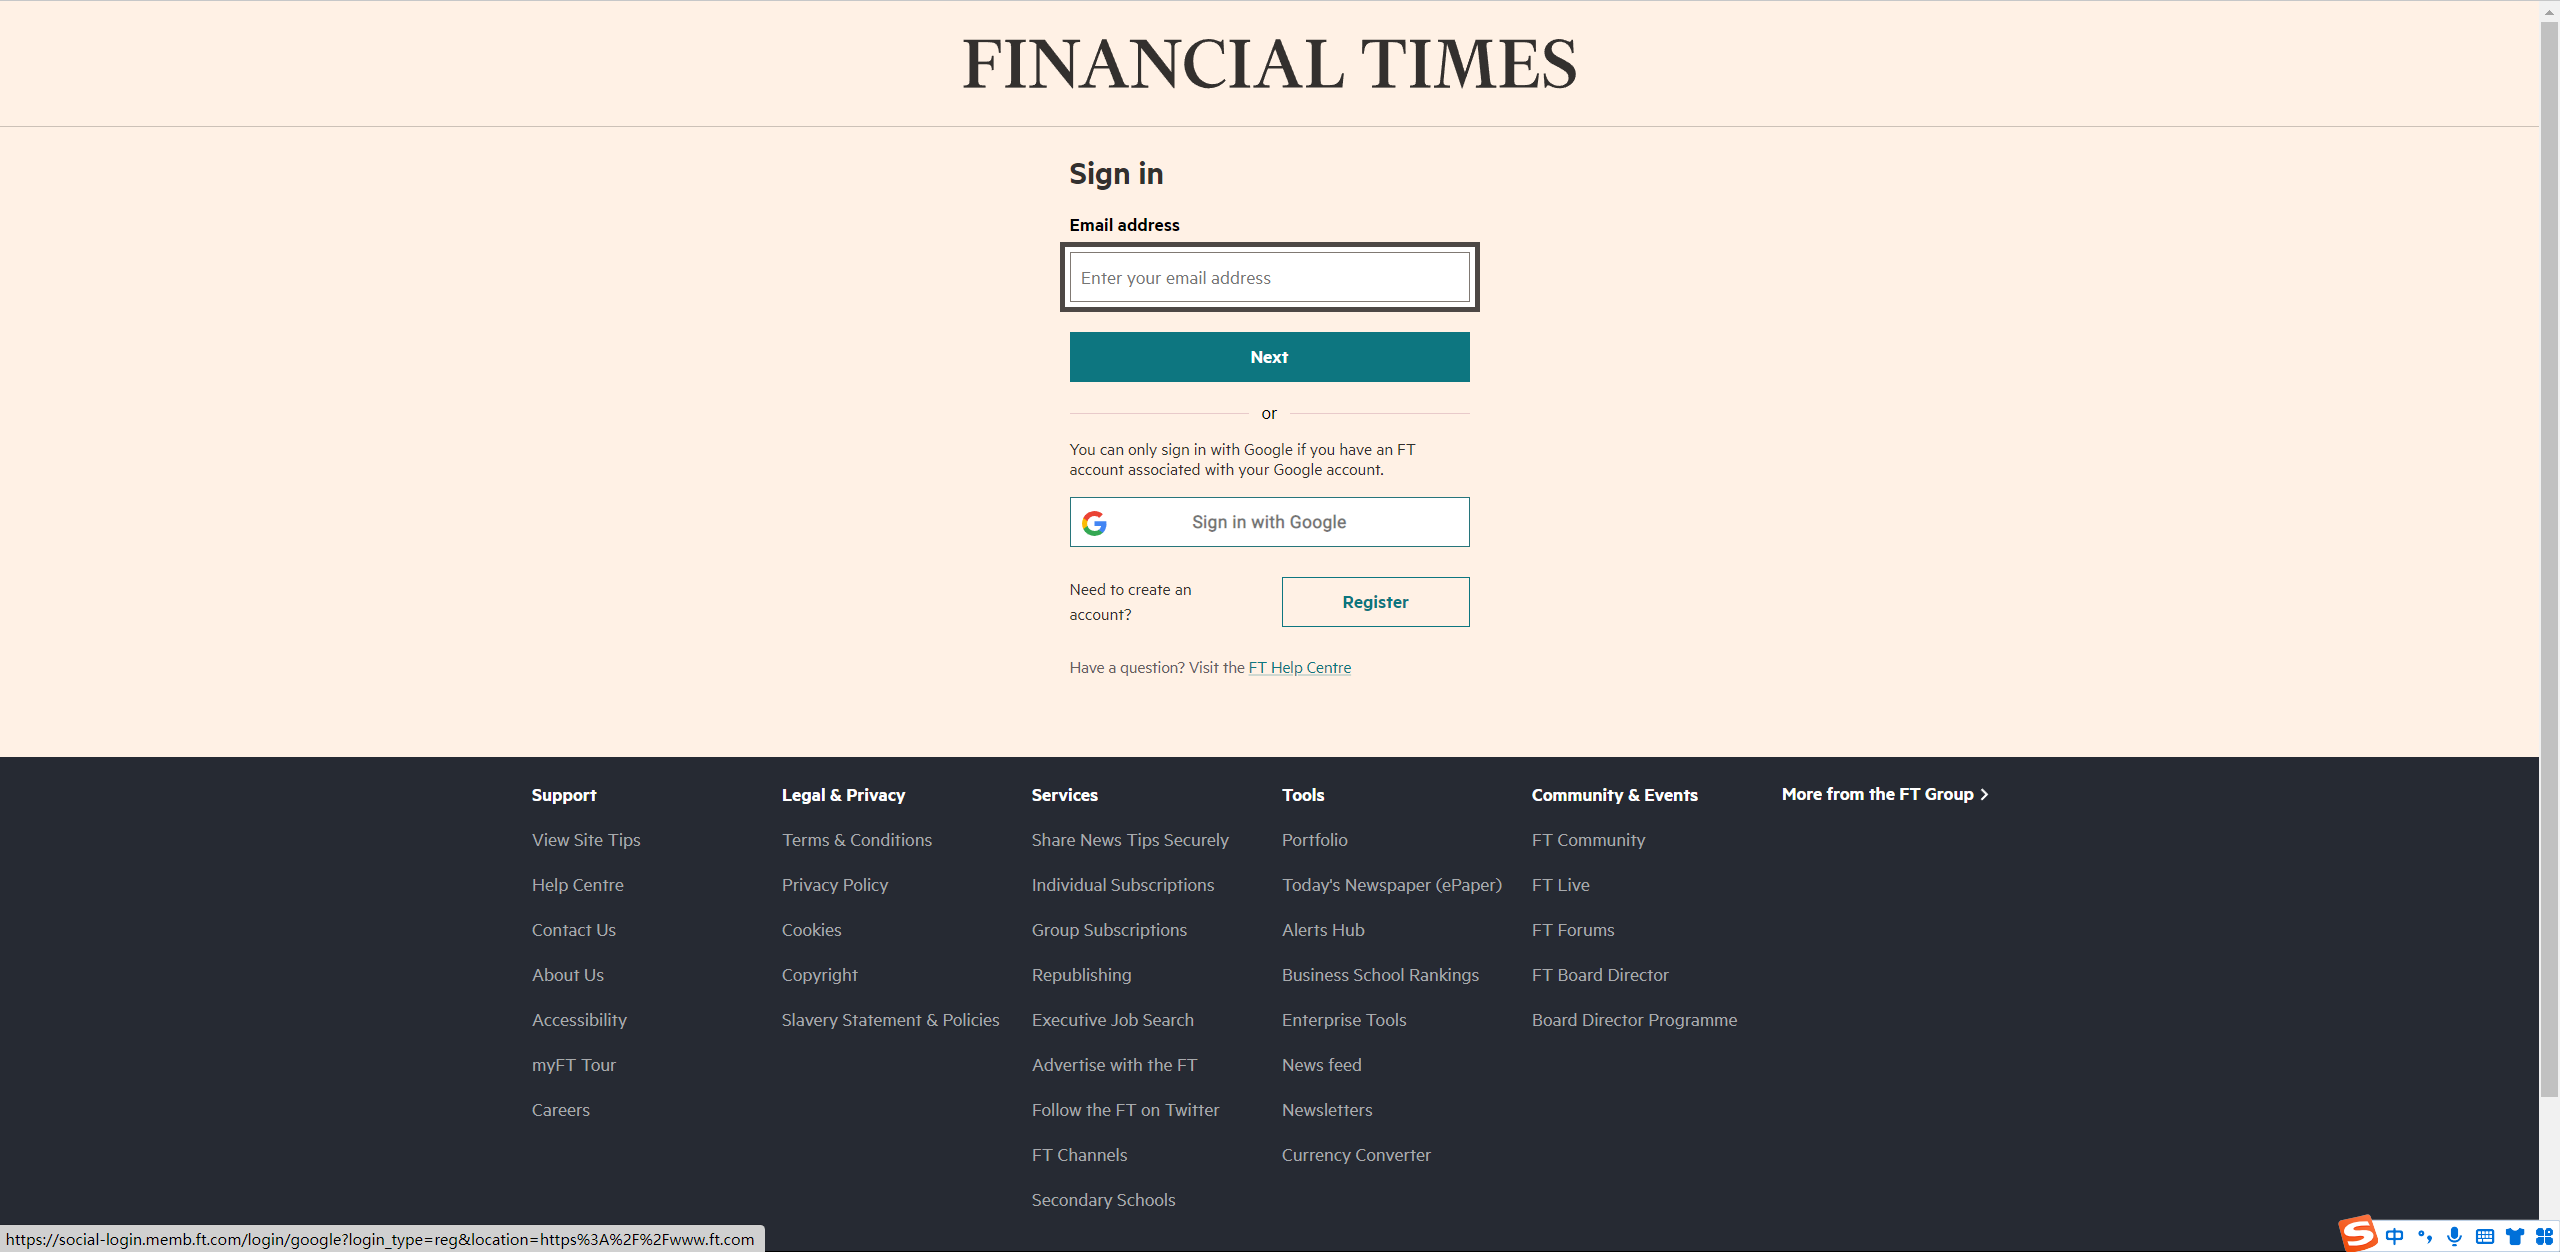 FINANCIAL TIMES
Sign in
Email address
Enter your email address
Next
or
You can only sign in with Google if you have an FT
account associated with your Google account.
Sign in with Google
Need to create an
account?
Register
Have a question? Visit the FT Help Centre
Support
View Site Tips
Help Centre
Contact Us
About Us
Accessibility
myFT Tour
Careers
Legal & Privacy
Terms & Conditions
Privacy Policy
Cookies
Copyright
Slavery Statement & Policies
Services
Share News Tips Securely
Individual Subscriptions
Group Subscriptions
Republishing
Executive Job Search
Advertise with the FT
Follow the FT on Twitter
FT Channels
Secondary Schools
Tools
Portfolio
Today's Newspaper (ePaper)
Alerts Hub
Business School Rankings
Enterprise Tools
News feed
Newsletters
Currency Converter
Community & Events
FT Community
FT Live
FT Forums
FT Board Director
Board Director Programme
More from the FT Group
https://social-login.memb.ft.com/login/google?login_type=reg&location=https%3A%2F%2Fwww.ft.com
S 中 °,